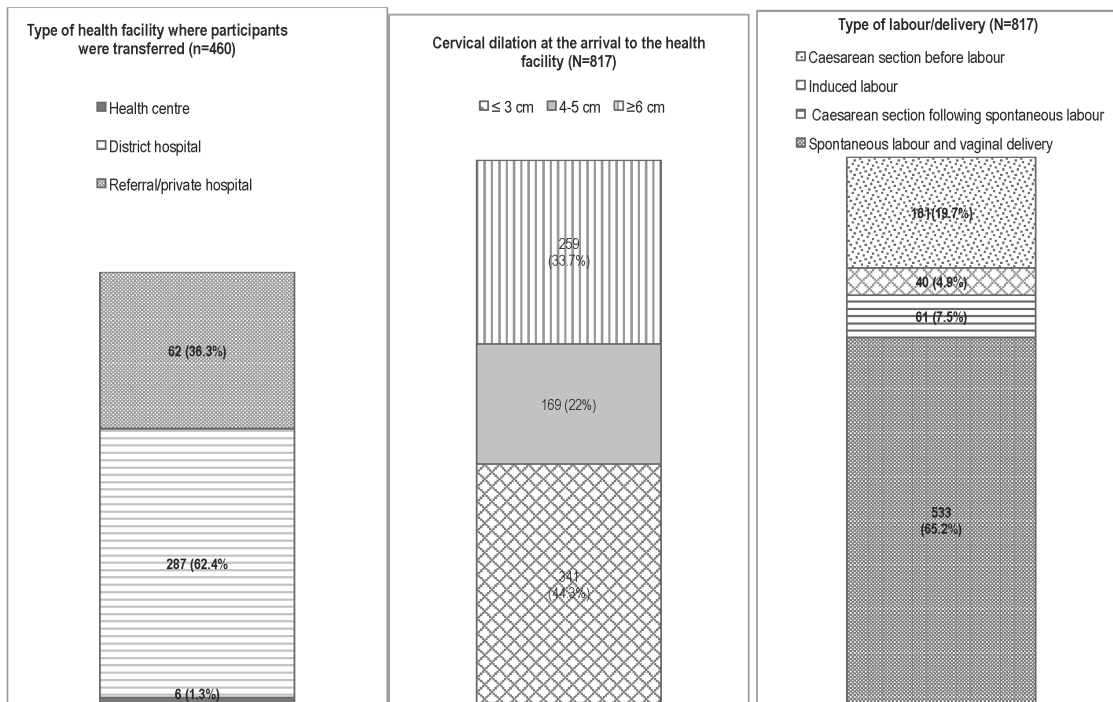 Type of health facility where participants
were transferred (n=460)
Health centre
District hospital
Referral/private hospital
62 (36.3%)
287 (62.4%
6 (1.3%)
Cervical dilation at the arrival to the health
facility (N=817)
≤ 3 cm 4-5 cm ≥6 cm
259
(33.7%)
169 (22%)
341
(44.3%)
Type of labour/delivery (N=817)
Caesarean section before labour
Induced labour
Caesarean section following spontaneous labour
Spontaneous labour and vaginal delivery
161(19.7%)
40 (4.9%)
61 (7.5%)
533
(65.2%)